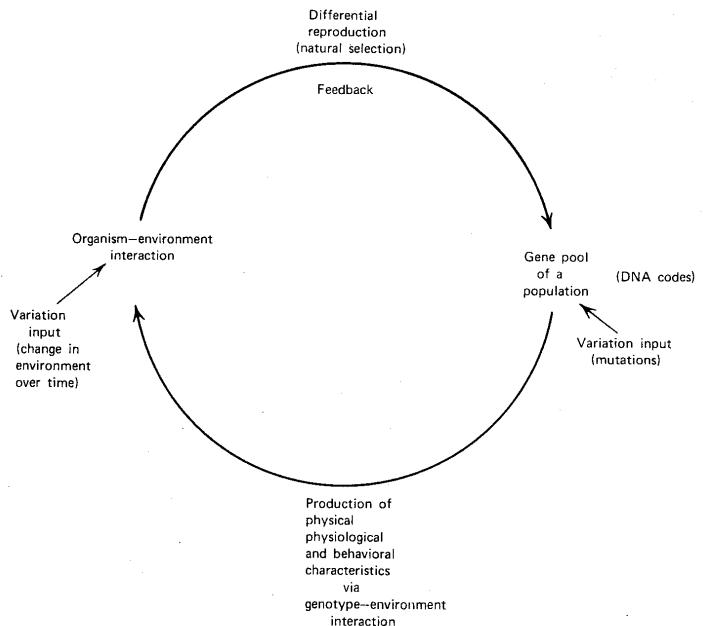 Differential
reproduction
(natural selection)
Feedback
Organism—environment
interaction
Gene pool
of a
population
(DNA codes)
Variation
input
(change in
environment
over time)
Variation input
(mutations)
Production of
physical
physiological
and behavioral
characteristics
via
genotype—environment
interaction